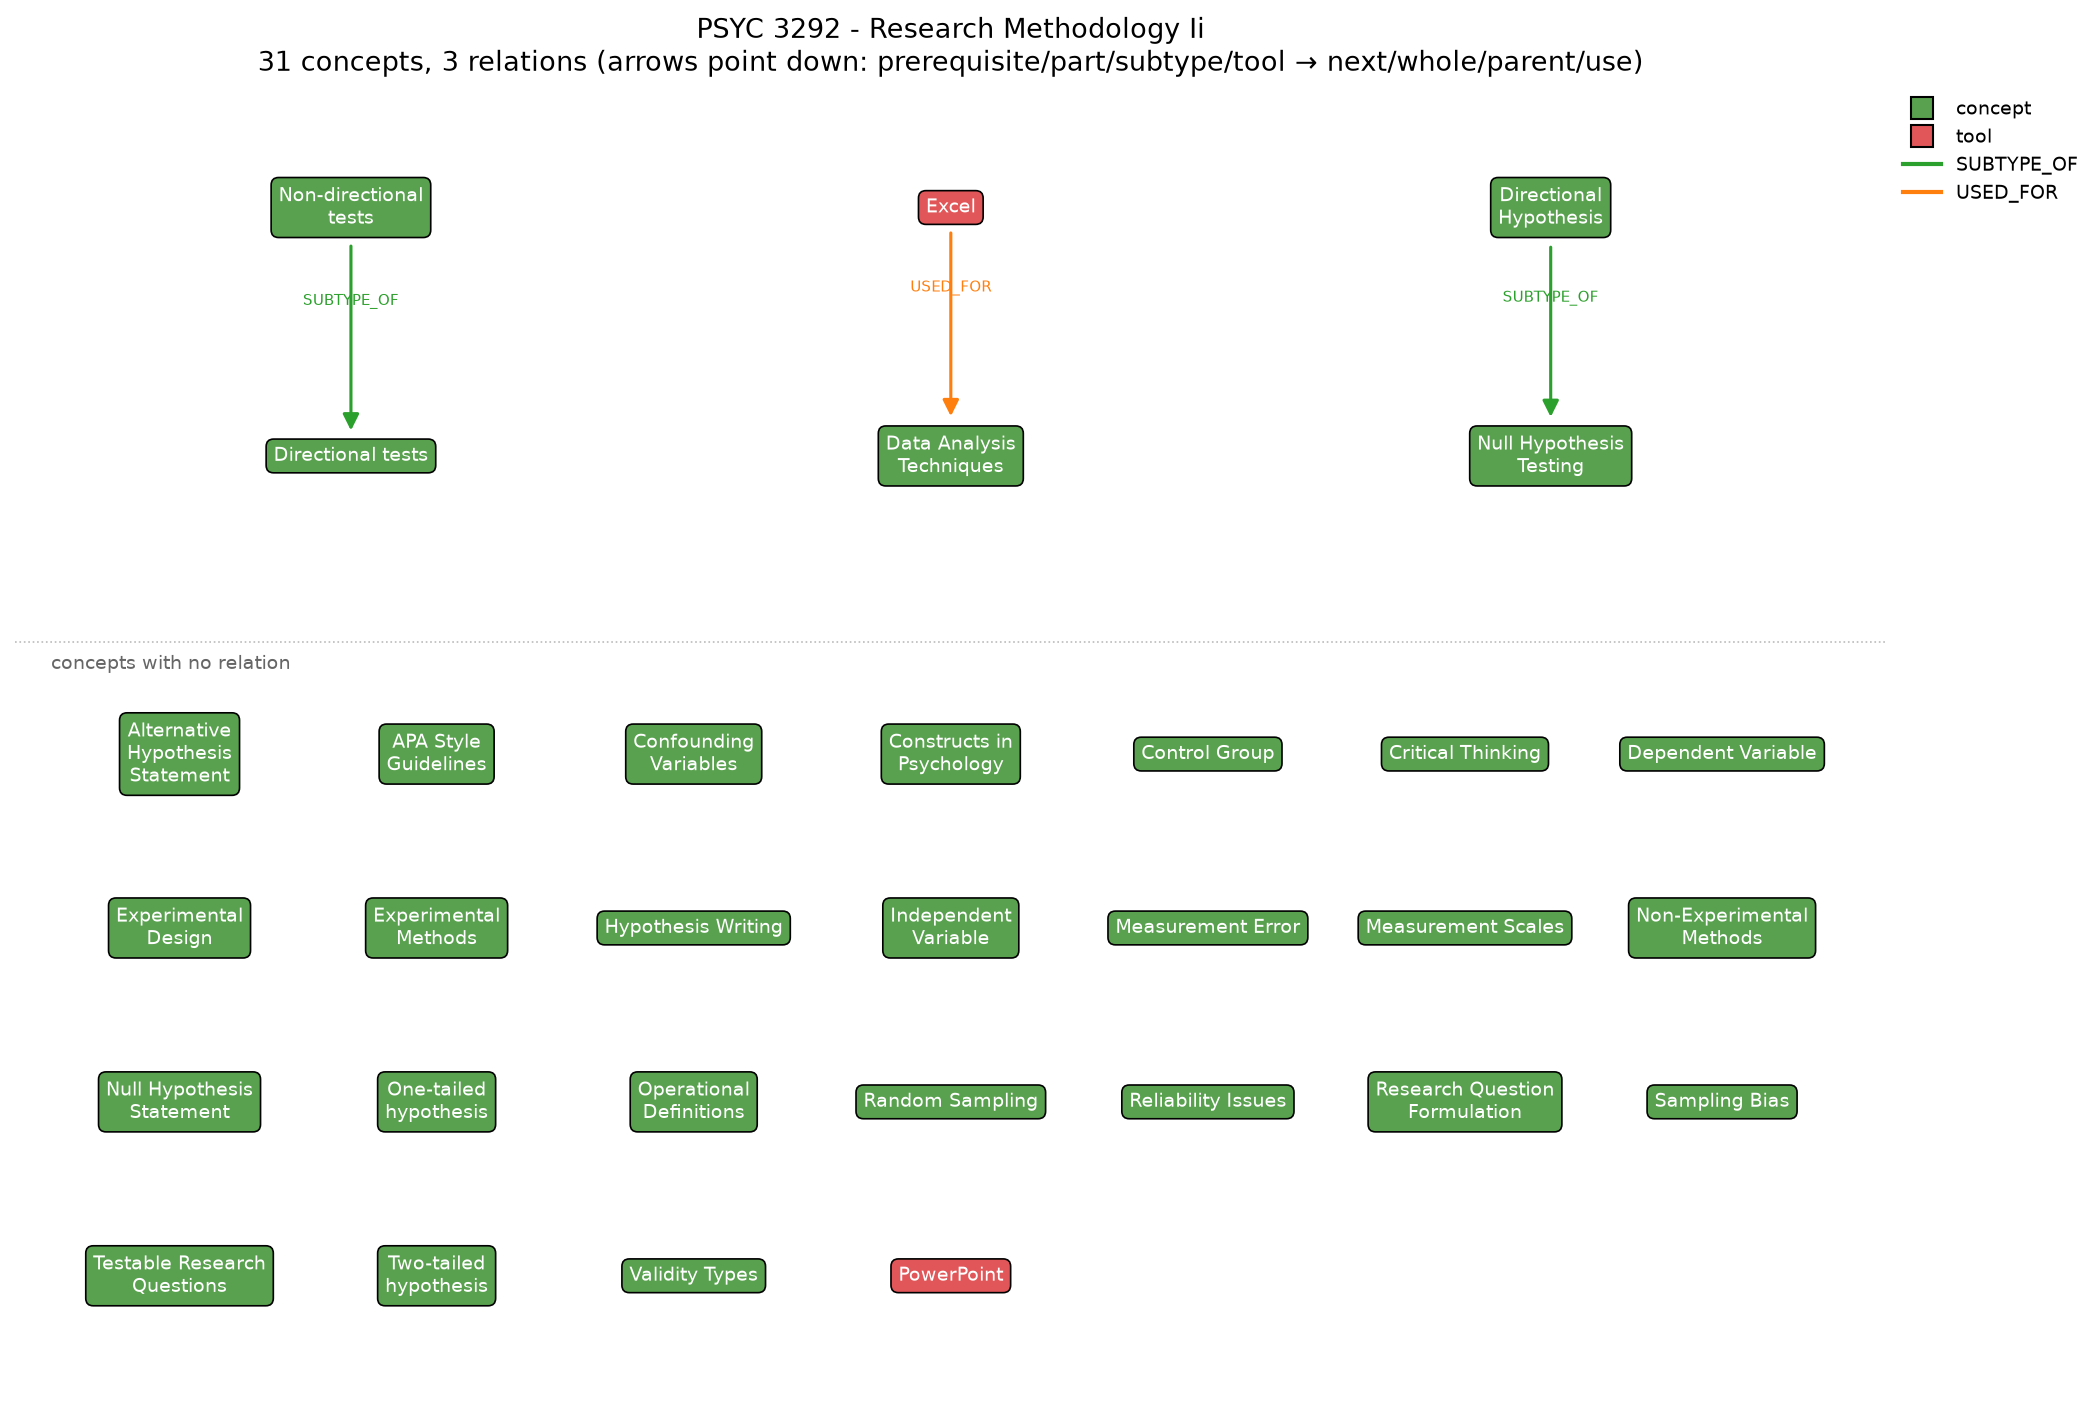 PSYC 3292 - Research Methodology Ii
31 concepts, 3 relations (arrows point down: prerequisite/part/subtype/tool → next/whole/parent/use)
concept
tool
SUBTYPE_OF
USED_FOR
Non-directional
tests
Excel
Directional
Hypothesis
SUBTYPE_OF
USED_FOR
SUBTYPE_OF
Directional tests
Data Analysis
Techniques
Null Hypothesis
Testing
concepts with no relation
Alternative
Hypothesis
Statement
APA Style
Guidelines
Confounding
Variables
Constructs in
Psychology
Control Group
Critical Thinking
Dependent Variable
Experimental
Design
Experimental
Methods
Hypothesis Writing
Independent
Variable
Measurement Error
Measurement Scales
Non-Experimental
Methods
Null Hypothesis
Statement
One-tailed
hypothesis
Operational
Definitions
Random Sampling
Reliability Issues
Research Question
Formulation
Sampling Bias
Testable Research
Questions
Two-tailed
hypothesis
Validity Types
PowerPoint